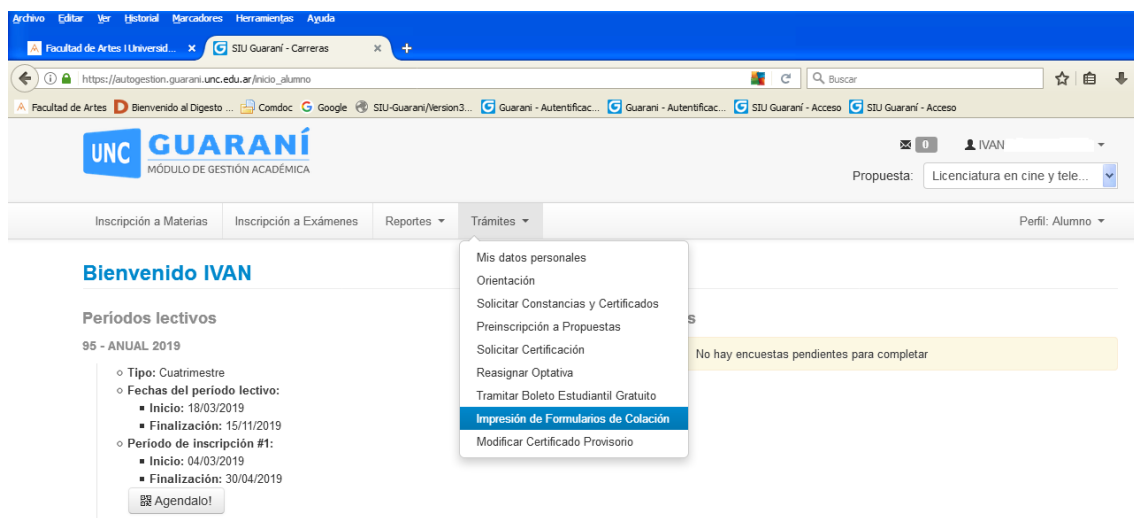 Archivo Editar Ver Historial Marcadores Herramientas Ayuda
Facultad de Artes | Universid... × SIU Guaraní - Carreras × +
https://autogestion.guarani.unc.edu.ar/inicio_alumno Buscar
Facultad de Artes Bienvenido al Digesto ... Comdoc Google SIU-Guarani/Version3... Guarani - Autentificac... Guarani - Autentificac... SIU Guaraní - Acceso SIU Guaraní - Acceso
UNC GUARANÍ
MÓDULO DE GESTIÓN ACADÉMICA
0 IVAN
Propuesta: Licenciatura en cine y tele...
Inscripción a Materias Inscripción a Exámenes Reportes Trámites Perfil: Alumno
Bienvenido IVAN
Períodos lectivos
95 - ANUAL 2019
Tipo: Cuatrimestre
Fechas del período lectivo:
Inicio: 18/03/2019
Finalización: 15/11/2019
Período de inscripción #1:
Inicio: 04/03/2019
Finalización: 30/04/2019
Agendalo!
Mis datos personales
Orientación
Solicitar Constancias y Certificados
Preinscripción a Propuestas
Solicitar Certificación
Reasignar Optativa
Tramitar Boleto Estudiantil Gratuito
Impresión de Formularios de Colación
Modificar Certificado Provisorio
s
No hay encuestas pendientes para completar